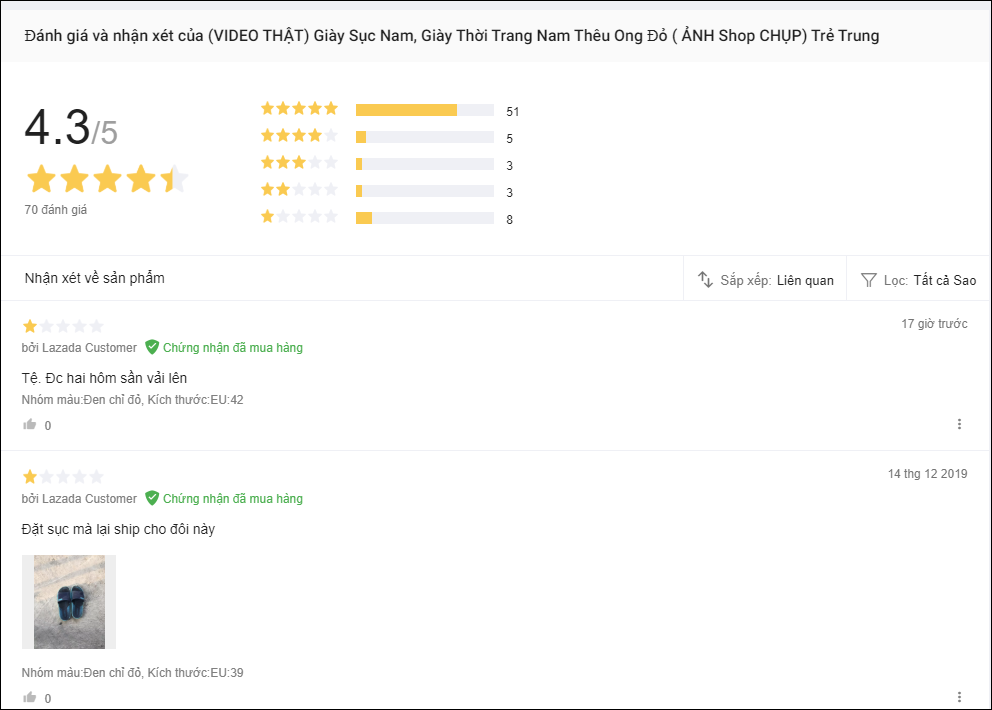 Đánh giá và nhận xét của (VIDEO THẬT) Giày Sục Nam, Giày Thời Trang Nam Thêu Ong Đỏ ( ẢNH Shop CHỤP) Trẻ Trung
4.3/5
70 đánh giá
51
5
3
3
8
Nhận xét về sản phẩm
Sắp xếp: Liên quan
Lọc: Tất cả Sao
17 giờ trước
bởi Lazada Customer Chứng nhận đã mua hàng
Tệ. Đc hai hôm sần vải lên
Nhóm màu:Đen chỉ đỏ, Kích thước:EU:42
0
14 thg 12 2019
bởi Lazada Customer Chứng nhận đã mua hàng
Đặt sục mà lại ship cho đôi này
Nhóm màu:Đen chỉ đỏ, Kích thước:EU:39
0